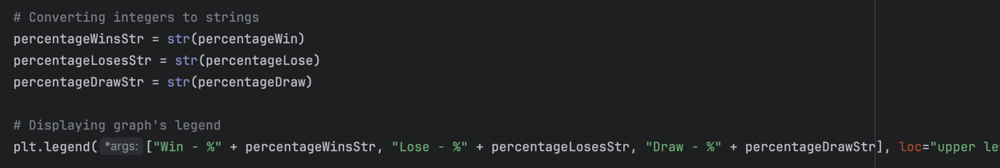 # Converting integers to strings
percentageWinsStr = str(percentageWin)
percentageLosesStr = str(percentageLose)
percentageDrawStr = str(percentageDraw)
# Displaying graph's legend
plt.legend(*args: ["Win - %" + percentageWinsStr, "Lose - %" + percentageLosesStr, "Draw - %" + percentageDrawStr], loc="upper le